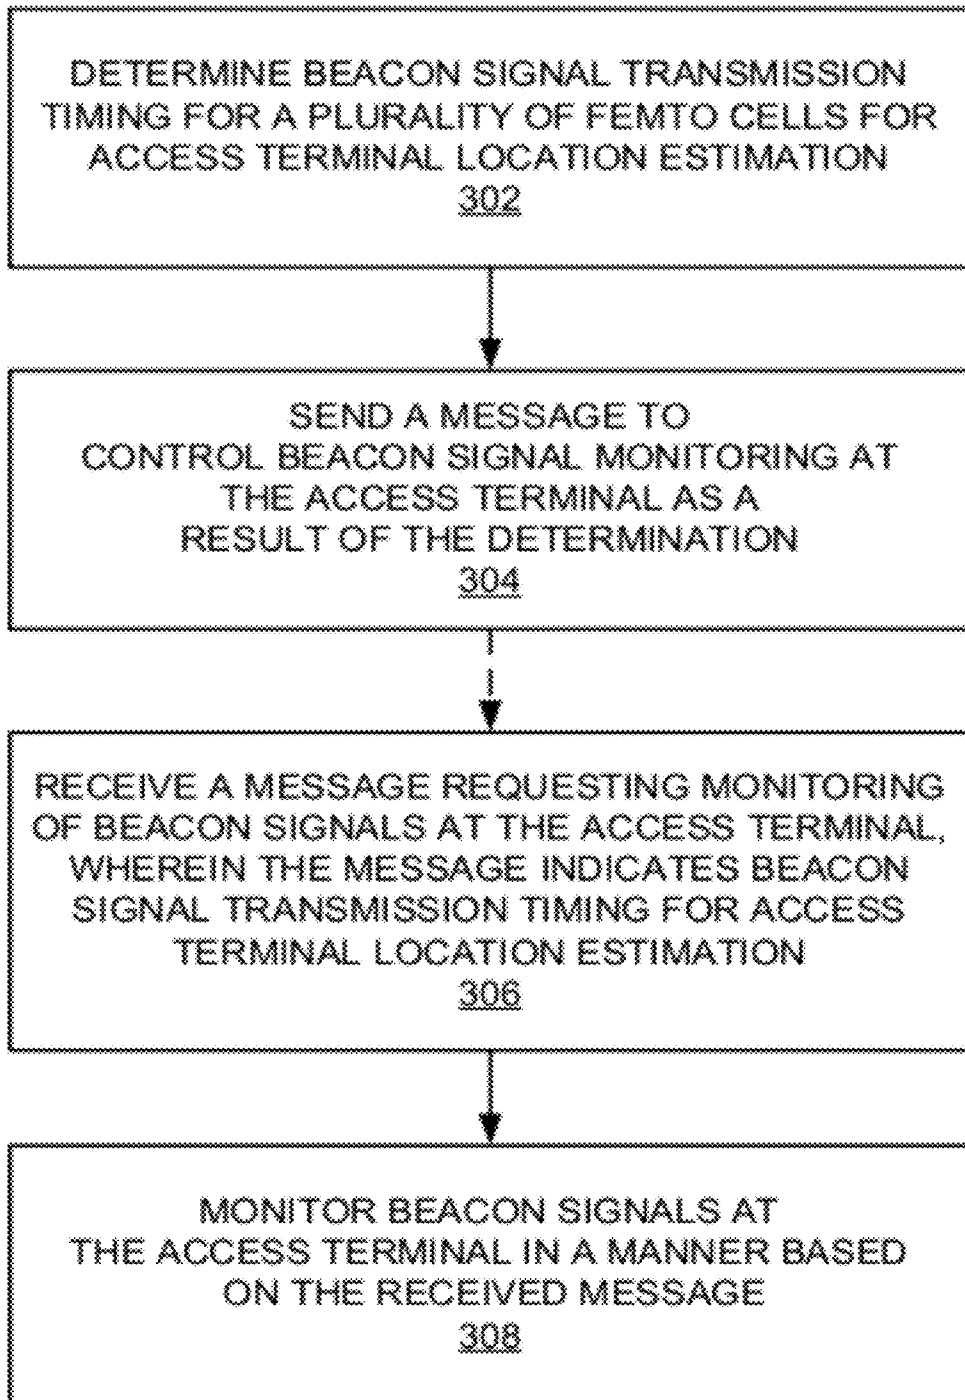 DETERMINE BEACON SIGNAL TRANSMISSION
TIMING FOR A PLURALITY OF FEMTO CELLS FOR
ACCESS TERMINAL LOCATION ESTIMATION
302
SEND A MESSAGE TO
CONTROL BEACON SIGNAL MONITORING AT
THE ACCESS TERMINAL AS A
RESULT OF THE DETERMINATION
304
RECEIVE A MESSAGE REQUESTING MONITORING
OF BEACON SIGNALS AT THE ACCESS TERMINAL,
WHEREIN THE MESSAGE INDICATES BEACON
SIGNAL TRANSMISSION TIMING FOR ACCESS
TERMINAL LOCATION ESTIMATION
306
MONITOR BEACON SIGNALS AT
THE ACCESS TERMINAL IN A MANNER BASED
ON THE RECEIVED MESSAGE
308